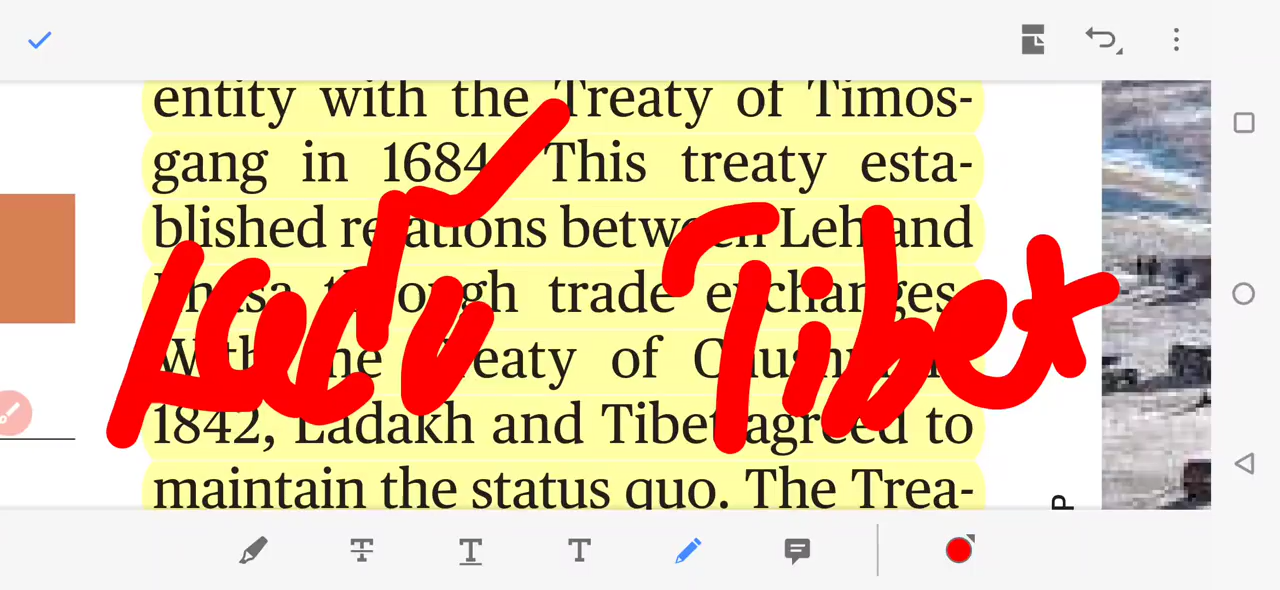 entity with the Treaty of Timos-
gang in 1684. This treaty esta-
blished relations between Leh and
Lhasa through trade exchanges.
With the Treaty of
1842, Ladakh and Tibet agreed to
maintain the status quo. The Trea-
Tibet
P